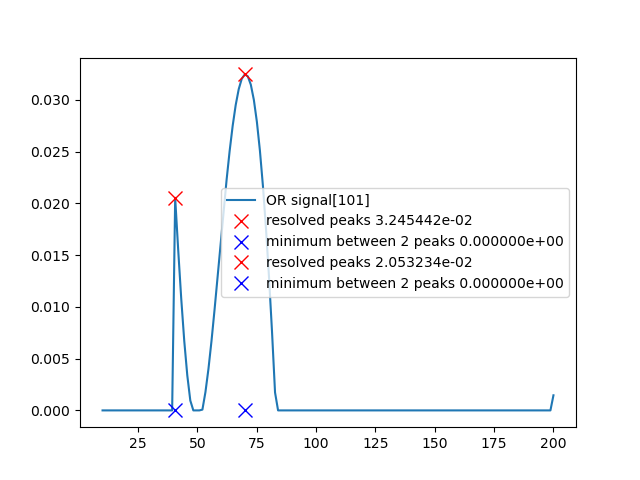 0.030
0.025
0.020
0.015
0.010
0.005
0.000
OR signal[101]
resolved peaks 3.245442e-02
minimum between 2 peaks 0.000000e+00
resolved peaks 2.053234e-02
minimum between 2 peaks 0.000000e+00
25 50 75 100 125 150 175 200